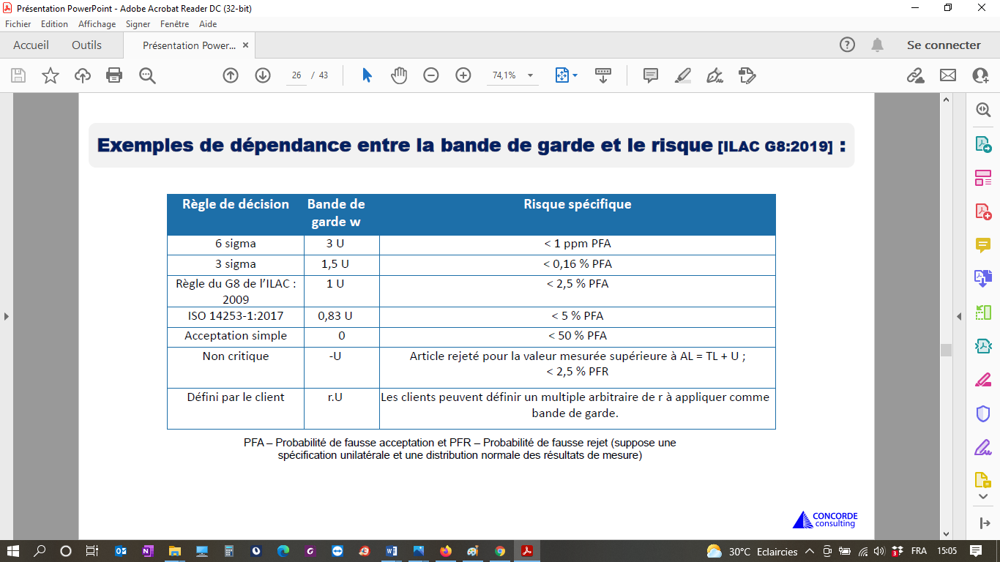 Présentation PowerPoint - Adobe Acrobat Reader DC (32-bit)
Fichier Edition Affichage Signer Fenêtre Aide
Accueil Outils Présentation Power... × Se connecter
26 / 43 74,1%
Exemples de dépendance entre la bande de garde et le risque [ILAC G8:2019] :
Règle de décision Bande de garde w Risque spécifique
6 sigma 3 U < 1 ppm PFA
3 sigma 1,5 U < 0,16 % PFA
Règle du G8 de l’ILAC : 2009 1 U < 2,5 % PFA
ISO 14253-1:2017 0,83 U < 5 % PFA
Acceptation simple 0 < 50 % PFA
Non critique -U Article rejeté pour la valeur mesurée supérieure à AL = TL + U ;
< 2,5 % PFR
Défini par le client r.U Les clients peuvent définir un multiple arbitraire de r à appliquer comme
bande de garde.
PFA – Probabilité de fausse acceptation et PFR – Probabilité de fausse rejet (suppose une
spécification unilatérale et une distribution normale des résultats de mesure)
CONCORDE
consulting
30°C Eclaircies FRA 15:05